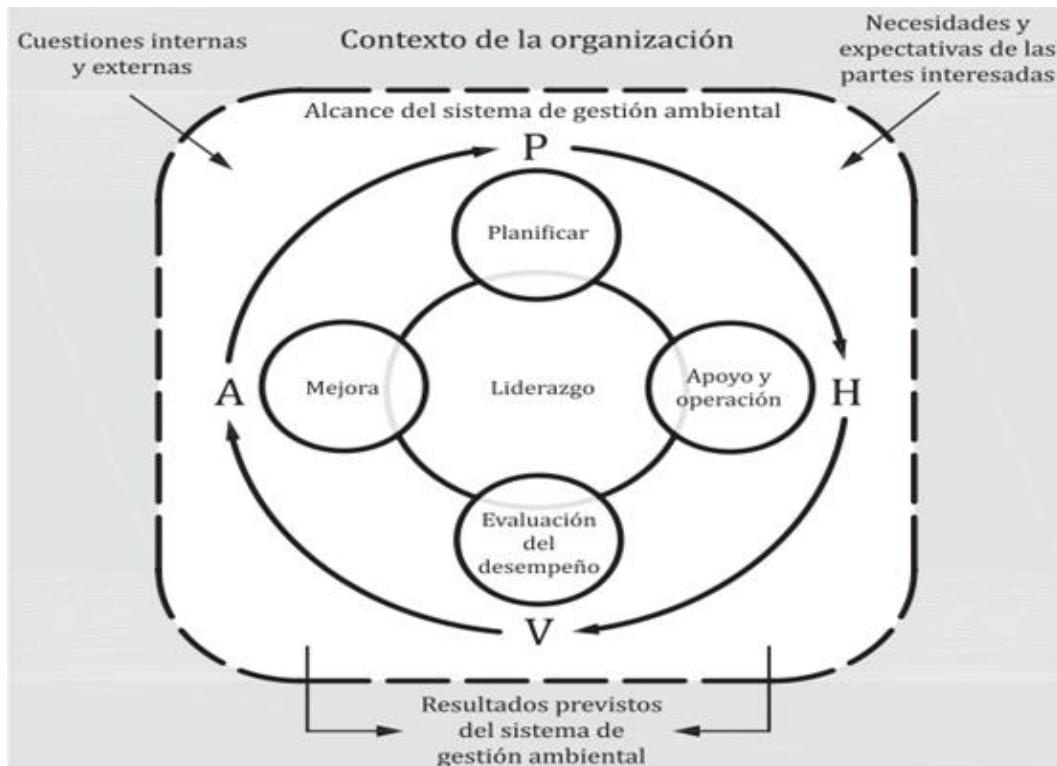 Cuestiones internas
y externas
Contexto de la organización
Necesidades y
expectativas de las
partes interesadas
Alcance del sistema de gestión ambiental
P
Planificar
A
Mejora
Liderazgo
Apoyo y
operación
H
Evaluación
del
desempeño
V
Resultados previstos
del sistema de
gestión ambiental